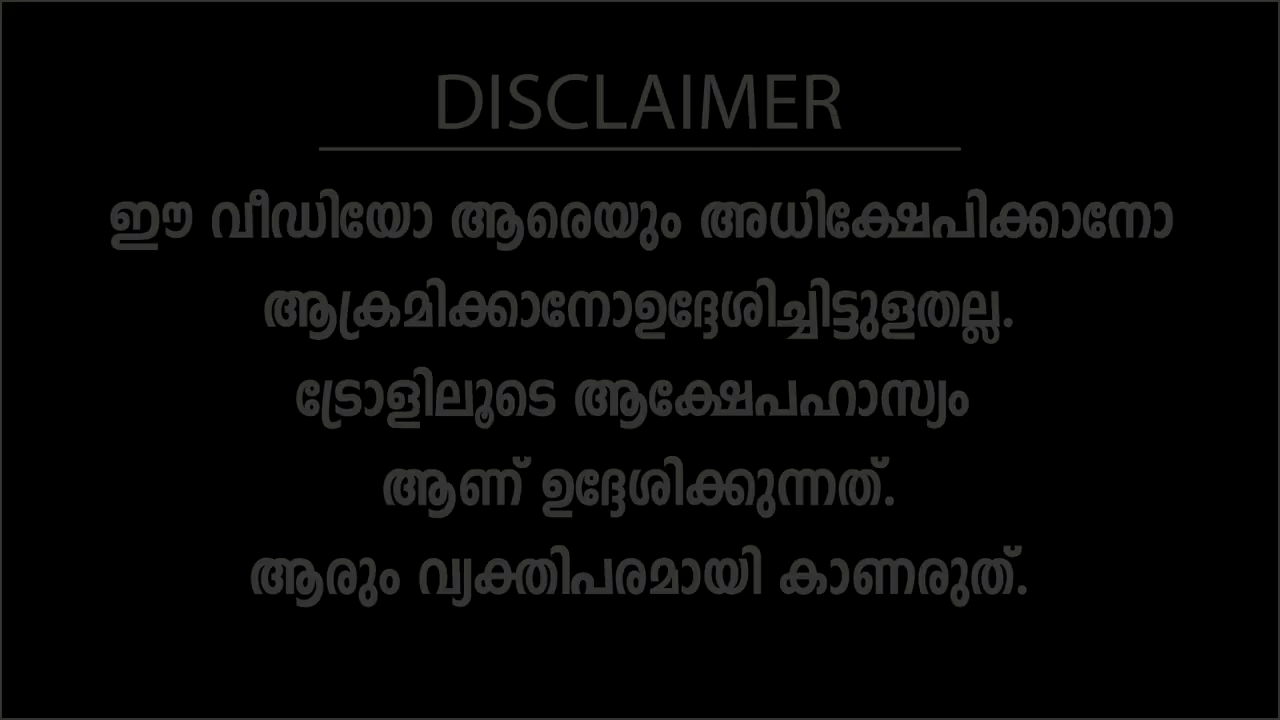 DISCLAIMER
ഈ വീഡിയോ ആരെയും അധിക്ഷേപിക്കാനോ
ആക്രമിക്കാനോഉദ്ദേശിച്ചിട്ടുളതല്ല.
ട്രോളിലൂടെ ആക്ഷേപഹാസ്യം
ആണ് ഉദ്ദേശിക്കുന്നത്.
ആരും വ്യക്തിപരമായി കാണരുത്.